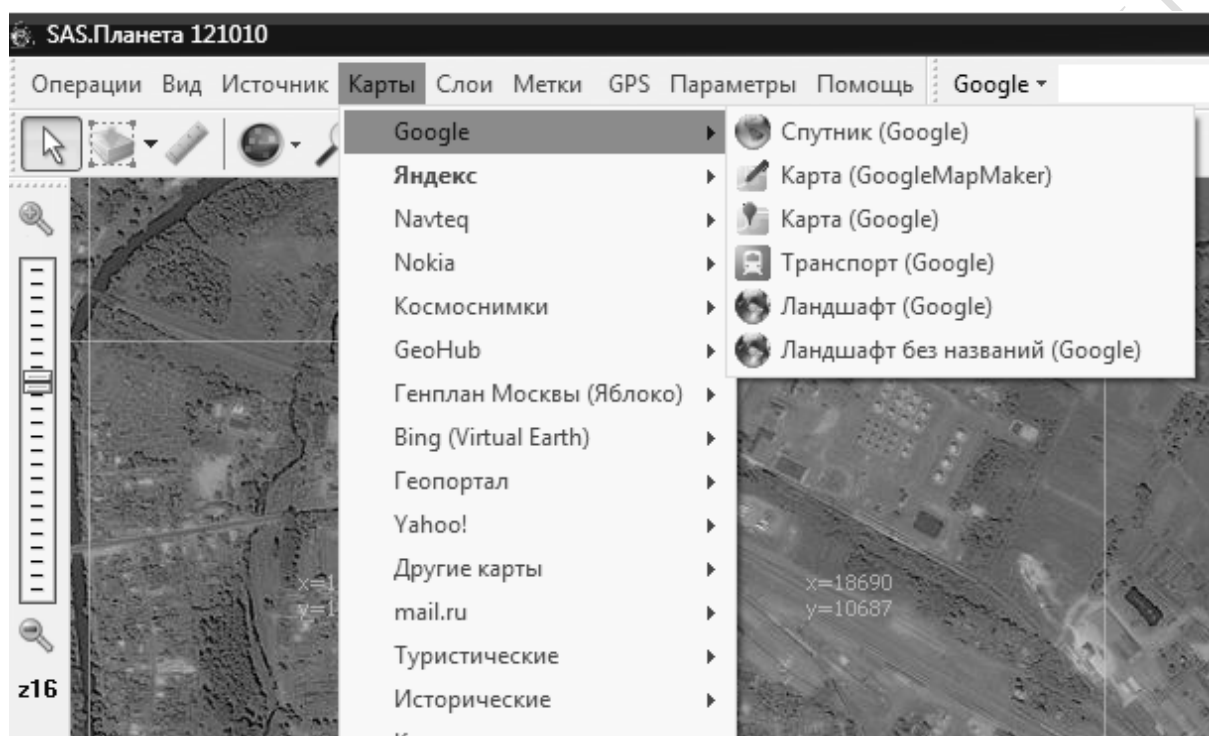 SAS.Планета 121010
Операции Вид Источник Карты Слои Метки GPS Параметры Помощь Google
Google
Яндекс
Navteq
Nokia
Космоснимки
GeoHub
Генплан Москвы (Яблоко)
Bing (Virtual Earth)
Геопортал
Yahoo!
Другие карты
mail.ru
Туристические
Исторические
Спутник (Google)
Карта (GoogleMapMaker)
Карта (Google)
Транспорт (Google)
Ландшафт (Google)
Ландшафт без названий (Google)
x=18690
y=10687
z16